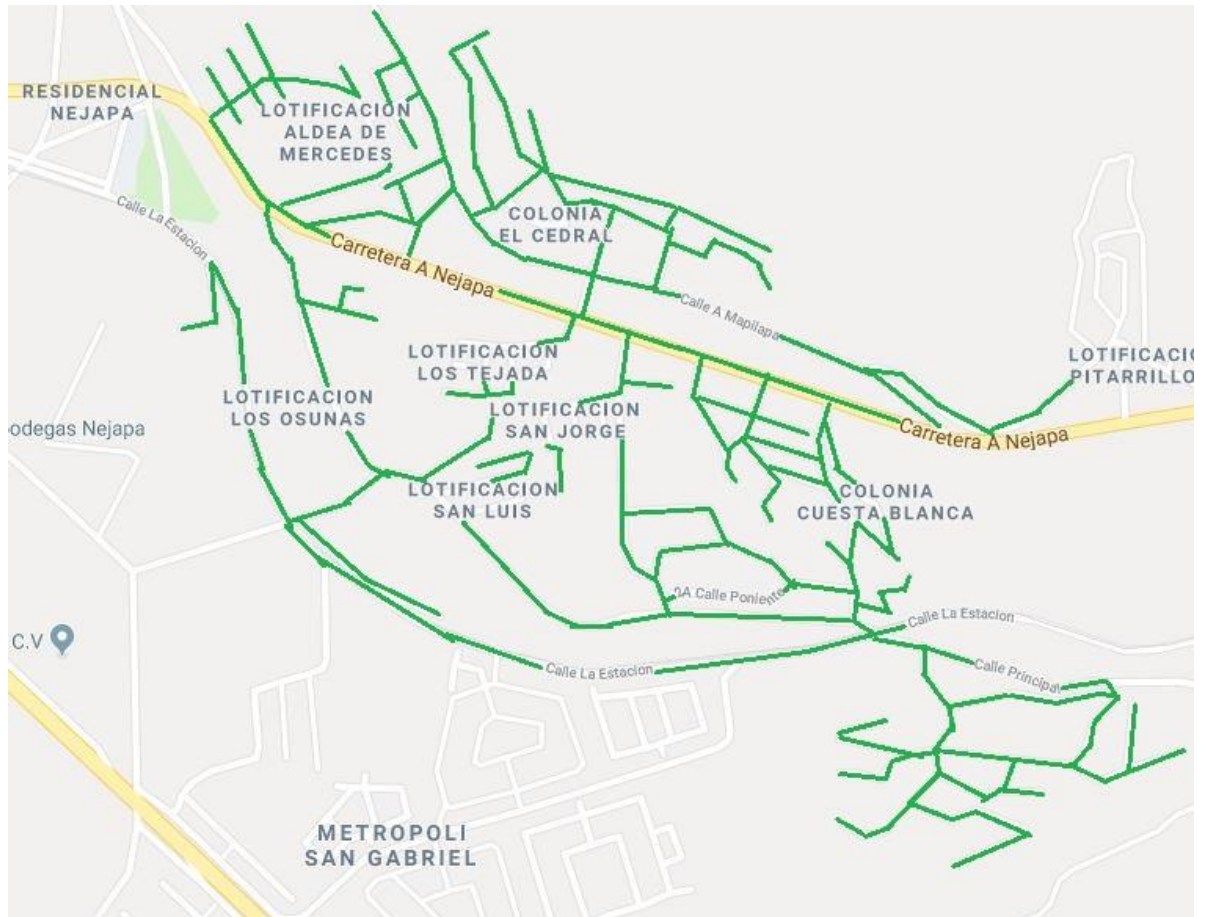 RESIDENCIAL
NEJAPA
LOTIFICACION
ALDEA DE
MERCEDES
Calle La Estacion
COLONIA
EL CEDRAL
Carretera A Nejapa
Calle A Mapilapa
LOTIFICACION
LOS TEJADA
LOTIFICACIO
PITARRILLO
LOTIFICACION
LOS OSUNAS
LOTIFICACION
SAN JORGE
odegas Nejapa
Carretera A Nejapa
LOTIFICACION
SAN LUIS
COLONIA
CUESTA BLANCA
2A Calle Poniente
Calle La Estacion
C.V
Calle La Estacion
Calle Principal
METROPOLI
SAN GABRIEL